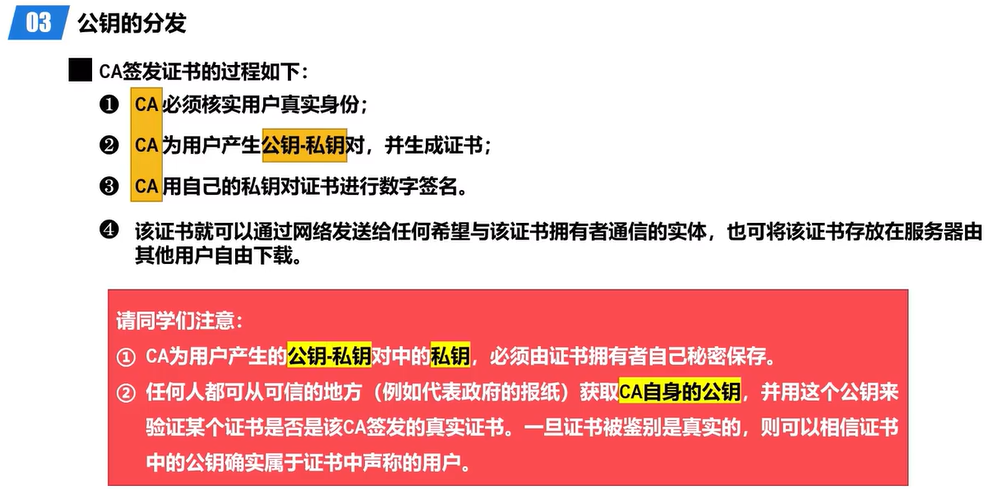 03 公钥的分发
CA签发证书的过程如下：
❶ CA必须核实用户真实身份；
❷ CA为用户产生公钥-私钥对，并生成证书；
❸ CA用自己的私钥对证书进行数字签名。
❹ 该证书就可以通过网络发送给任何希望与该证书拥有者通信的实体，也可将该证书存放在服务器由
其他用户自由下载。
请同学们注意：
① CA为用户产生的公钥-私钥对中的私钥，必须由证书拥有者自己秘密保存。
② 任何人都可从可信的地方（例如代表政府的报纸）获取CA自身的公钥，并用这个公钥来
验证某个证书是否是该CA签发的真实证书。一旦证书被鉴别是真实的，则可以相信证书
中的公钥确实属于证书中声称的用户。